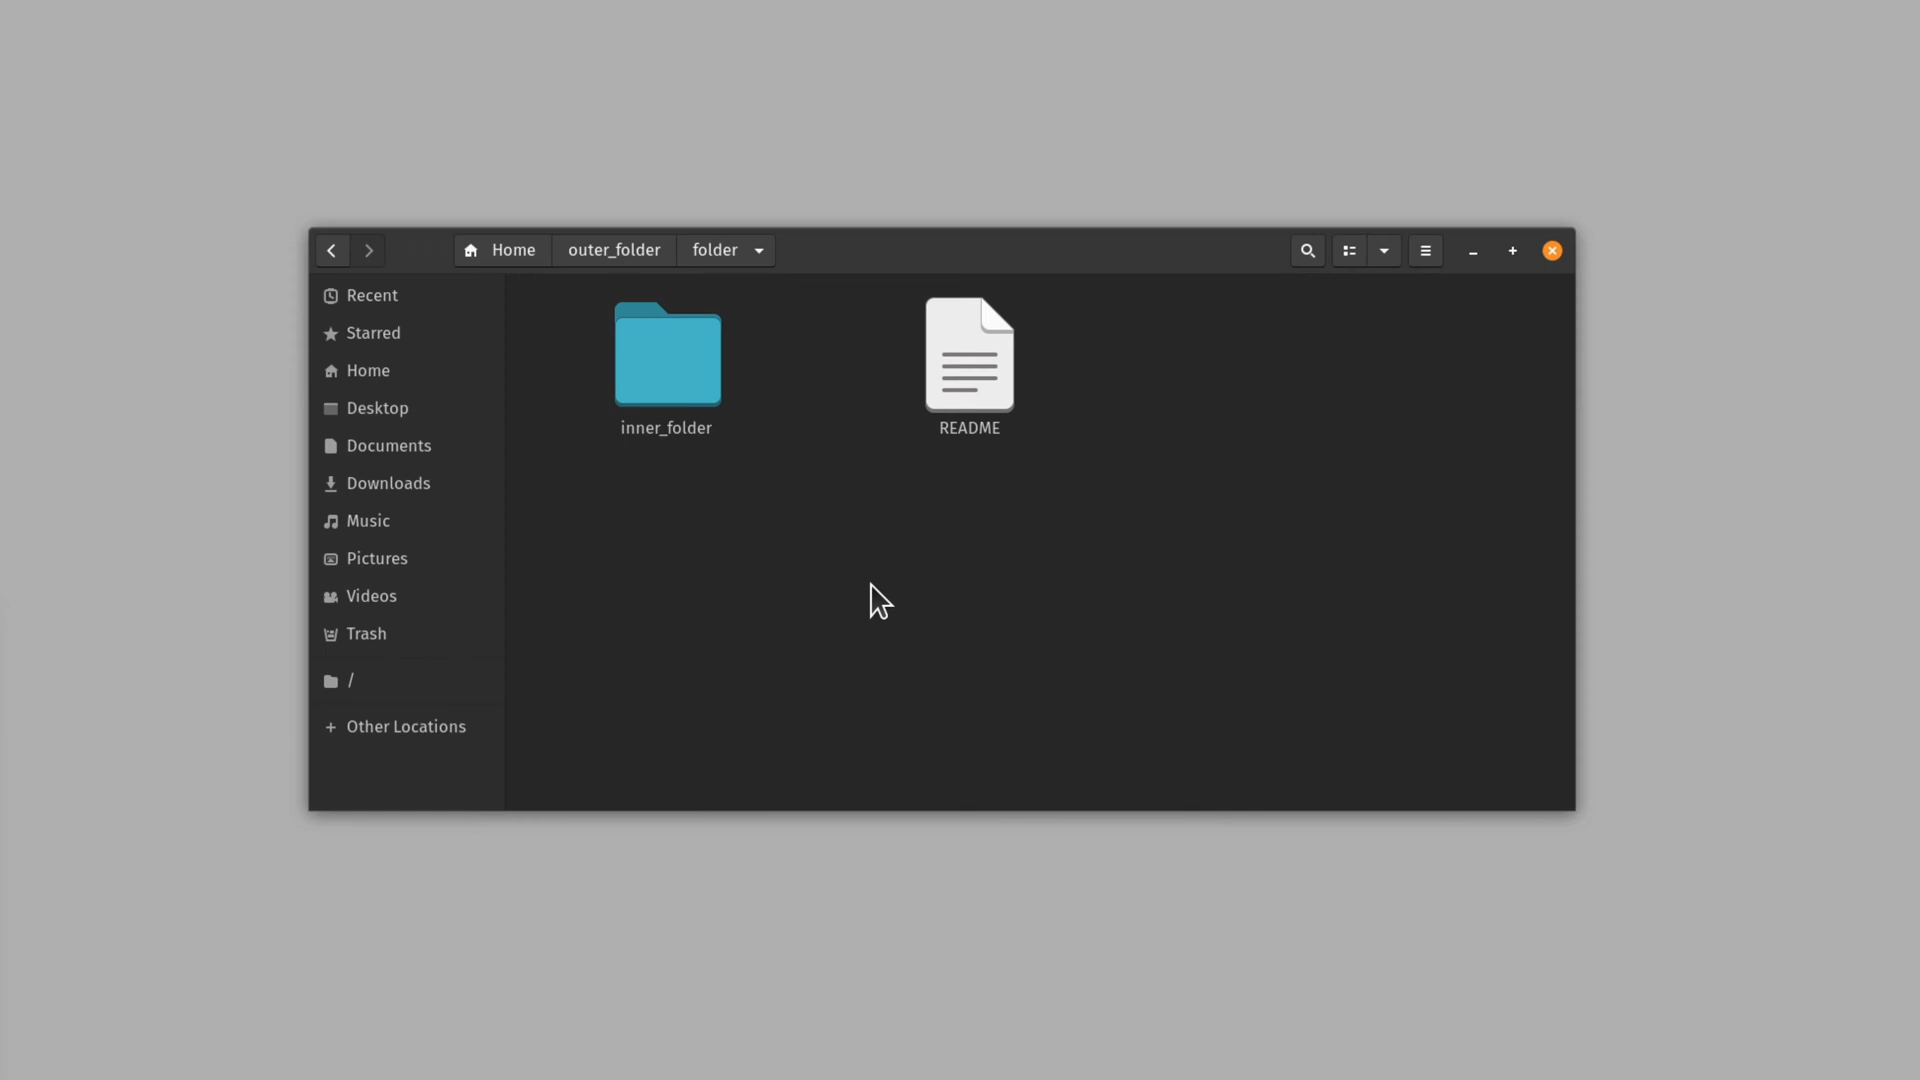 Home outer_folder folder
Recent
Starred
Home
Desktop
Documents
Downloads
Music
Pictures
Videos
Trash
/
Other Locations
inner_folder README